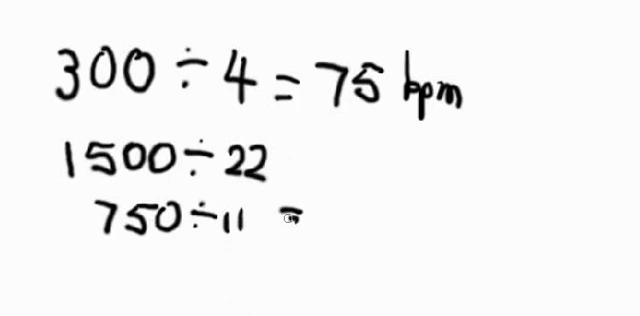 300 ÷ 4 = 75 bpm
1500 ÷ 22
750 ÷ 11 =